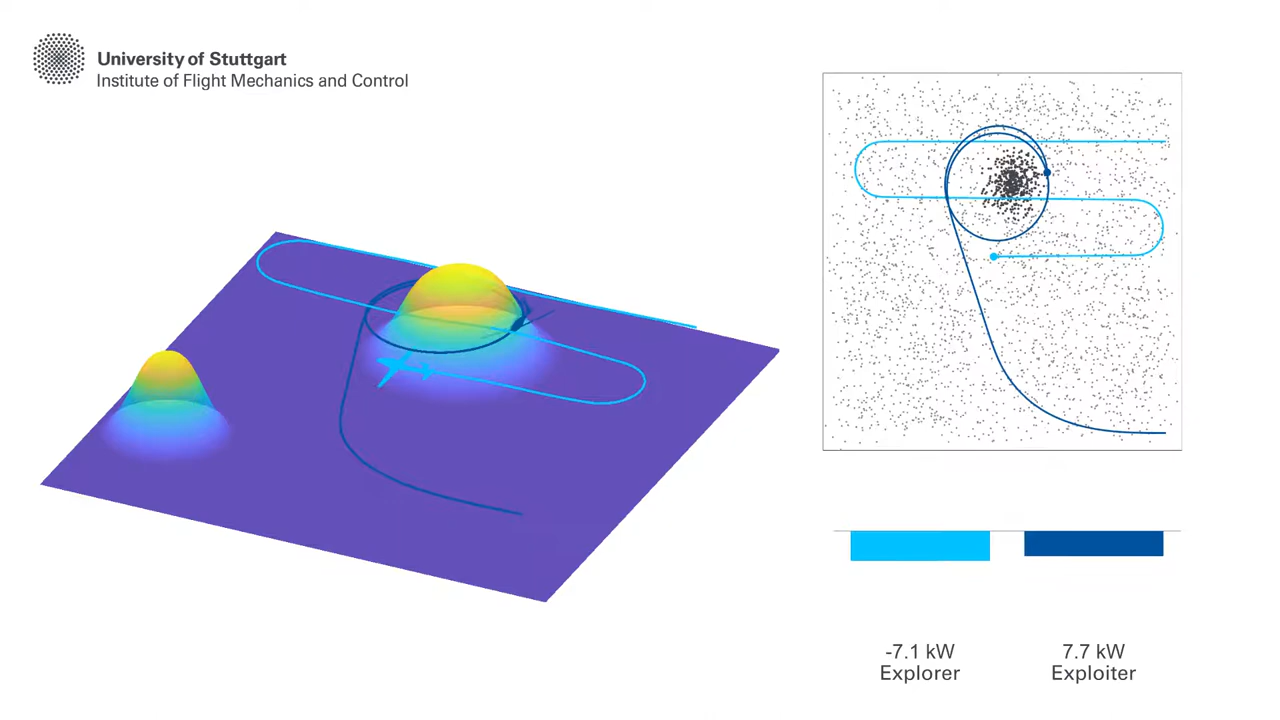 University of Stuttgart
Institute of Flight Mechanics and Control
-7.1 kW
Explorer
7.7 kW
Exploiter